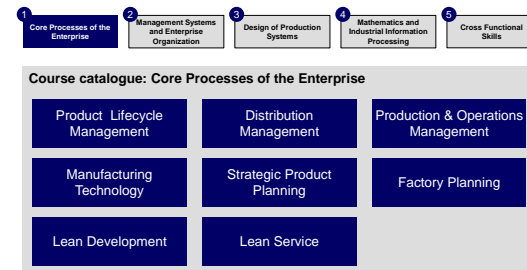 1
Core Processes of the
Enterprise
2
Management Systems
and Enterprise
Organization
3
Design of Production
Systems
4
Mathematics and
Industrial Information
Processing
5
Cross Functional
Skills
Course catalogue: Core Processes of the Enterprise
Product Lifecycle
Management
Distribution
Management
Production & Operations
Management
Manufacturing
Technology
Strategic Product
Planning
Factory Planning
Lean Development
Lean Service